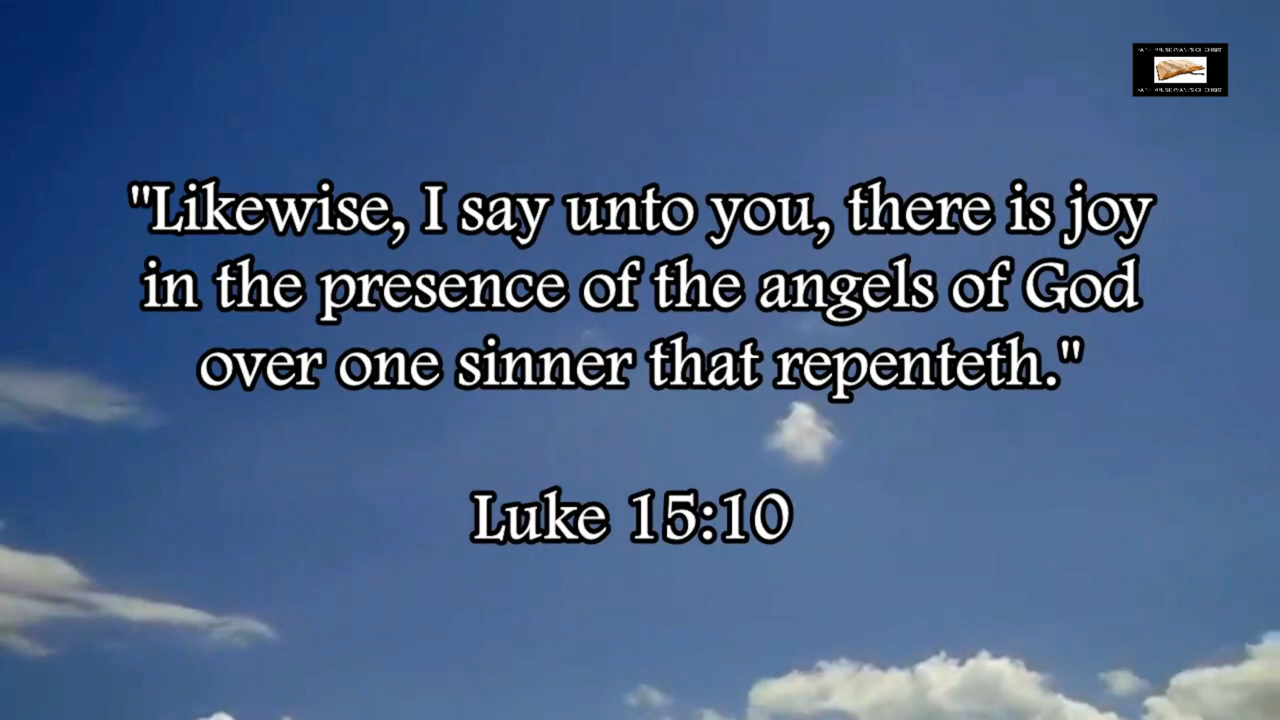 "Likewise, I say unto you, there is joy
in the presence of the angels of God
over one sinner that repenteth."
Luke 15:10